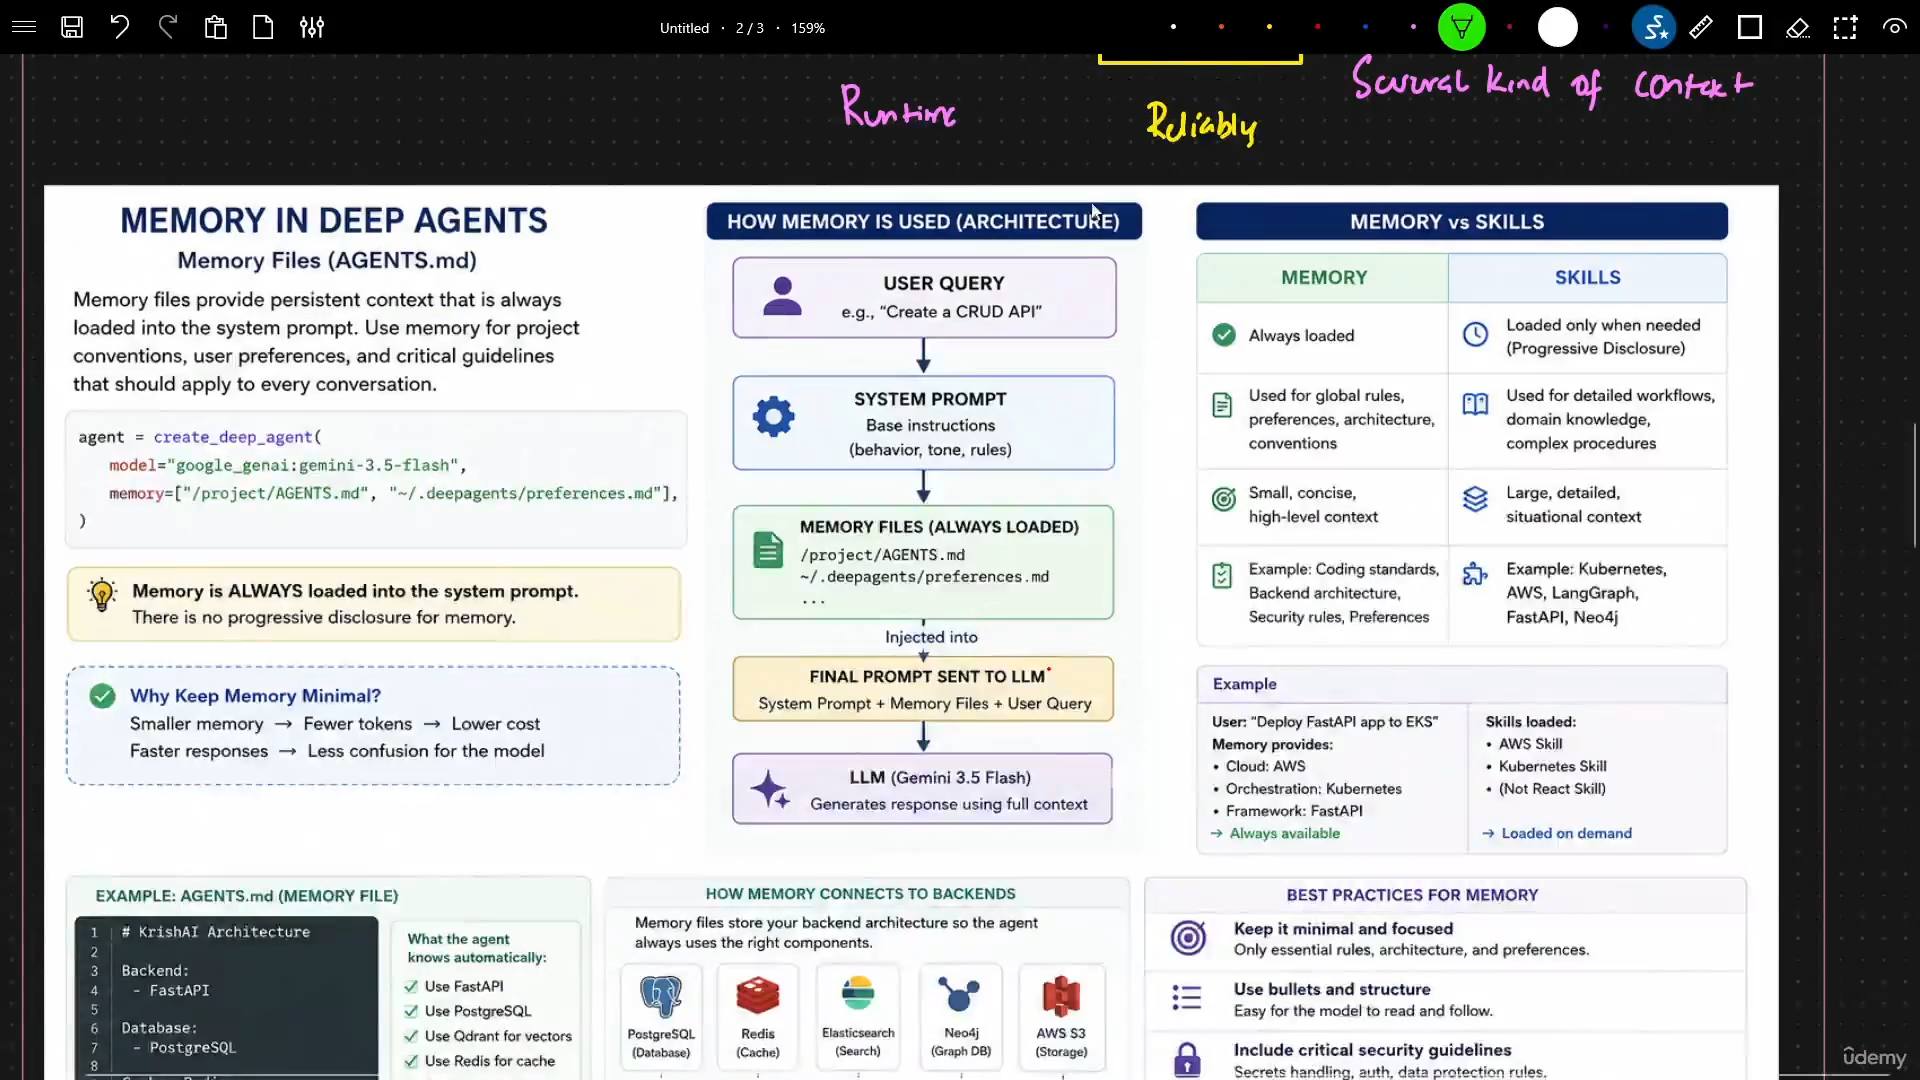 Untitled · 2 / 3 · 159%
Several kind of context
Runtime
Reliably
MEMORY IN DEEP AGENTS
Memory Files (AGENTS.md)
Memory files provide persistent context that is always
loaded into the system prompt. Use memory for project
conventions, user preferences, and critical guidelines
that should apply to every conversation.
agent = create_deep_agent(
model="google_genai:gemini-3.5-flash",
memory=["/project/AGENTS.md", "~/.deepagents/preferences.md"],
)
Memory is ALWAYS loaded into the system prompt.
There is no progressive disclosure for memory.
Why Keep Memory Minimal?
Smaller memory → Fewer tokens → Lower cost
Faster responses → Less confusion for the model
HOW MEMORY IS USED (ARCHITECTURE)
USER QUERY
e.g., “Create a CRUD API”
SYSTEM PROMPT
Base instructions
(behavior, tone, rules)
MEMORY FILES (ALWAYS LOADED)
/project/AGENTS.md
~/.deepagents/preferences.md
...
Injected into
FINAL PROMPT SENT TO LLM
System Prompt + Memory Files + User Query
LLM (Gemini 3.5 Flash)
Generates response using full context
MEMORY vs SKILLS
MEMORY
SKILLS
Always loaded
Loaded only when needed
(Progressive Disclosure)
Used for global rules,
preferences, architecture,
conventions
Used for detailed workflows,
domain knowledge,
complex procedures
Small, concise,
high-level context
Large, detailed,
situational context
Example: Coding standards,
Backend architecture,
Security rules, Preferences
Example: Kubernetes,
AWS, LangGraph,
FastAPI, Neo4j
Example
User: “Deploy FastAPI app to EKS”
Memory provides:
• Cloud: AWS
• Orchestration: Kubernetes
• Framework: FastAPI
→ Always available
Skills loaded:
• AWS Skill
• Kubernetes Skill
• (Not React Skill)
→ Loaded on demand
EXAMPLE: AGENTS.md (MEMORY FILE)
1 # KrishAI Architecture
2
3 Backend:
4 - FastAPI
5
6 Database:
7 - PostgreSQL
8
What the agent
knows automatically:
Use FastAPI
Use PostgreSQL
Use Qdrant for vectors
Use Redis for cache
HOW MEMORY CONNECTS TO BACKENDS
Memory files store your backend architecture so the agent
always uses the right components.
PostgreSQL
(Database)
Redis
(Cache)
Elasticsearch
(Search)
Neo4j
(Graph DB)
AWS S3
(Storage)
BEST PRACTICES FOR MEMORY
Keep it minimal and focused
Only essential rules, architecture, and preferences.
Use bullets and structure
Easy for the model to read and follow.
Include critical security guidelines
Secrets handling, auth, data protection rules.
ûdemy